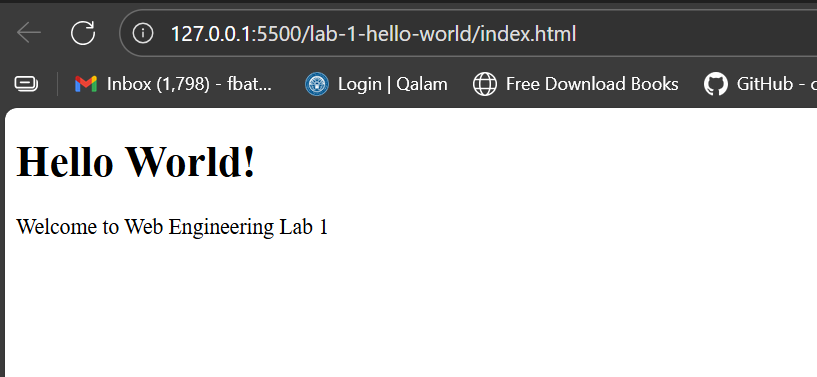 127.0.0.1:5500/lab-1-hello-world/index.html
Inbox (1,798) - fbat... Login | Qalam Free Download Books GitHub -
Hello World!
Welcome to Web Engineering Lab 1